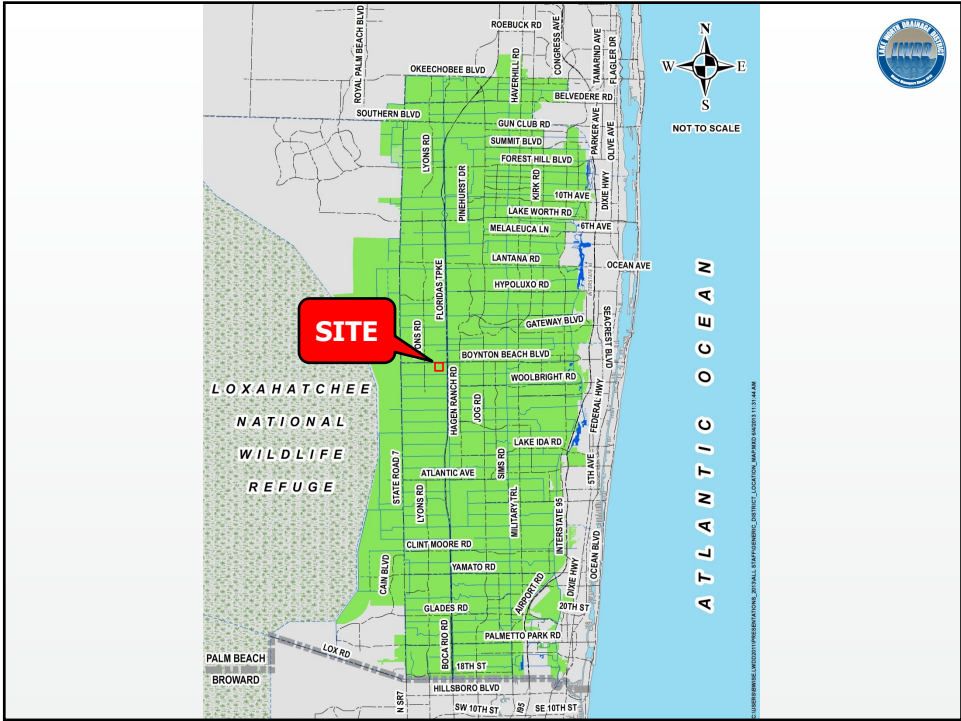 ROEBUCK RD
ROYAL PALM BEACH BLVD
CONGRESS AVE
TAMARIND AVE
FLAGLER DR
HAVERHILL RD
OKEECHOBEE BLVD
BELVEDERE RD
N
W
E
S
NOT TO SCALE
LAKE WORTH DRAINAGE DISTRICT
LWDD
SOUTHERN BLVD
GUN CLUB RD
PARKER AVE
OLIVE AVE
SUMMIT BLVD
LYONS RD
FOREST HILL BLVD
PINEHURST DR
KIRK RD
10TH AVE
DIXIE HWY
LAKE WORTH RD
MELALEUCA LN
6TH AVE
LANTANA RD
OCEAN AVE
FLORIDAS TPKE
HYPOLUXO RD
INTERSTATE 95
SITE
ONS RD
GATEWAY BLVD
SEACREST BLVD
BOYNTON BEACH BLVD
WOOLBRIGHT RD
LOXAHATCHEE
NATIONAL
WILDLIFE
REFUGE
HAGEN RANCH RD
JOG RD
FEDERAL HWY
ATLANTIC OCEAN
LAKE IDA RD
STATE ROAD 7
ATLANTIC AVE
SIMS RD
5TH AVE
LYONS RD
MILITARY TRL
INTERSTATE 95
CLINT MOORE RD
CAIN BLVD
YAMATO RD
DIXIE HWY
OCEAN BLVD
AIRPORT RD
GLADES RD
20TH ST
BOCA RIO RD
PALMETTO PARK RD
LOX RD
PALM BEACH
BROWARD
18TH ST
HILLSBORO BLVD
N SR7
SW 10TH ST
I95
SE 10TH ST